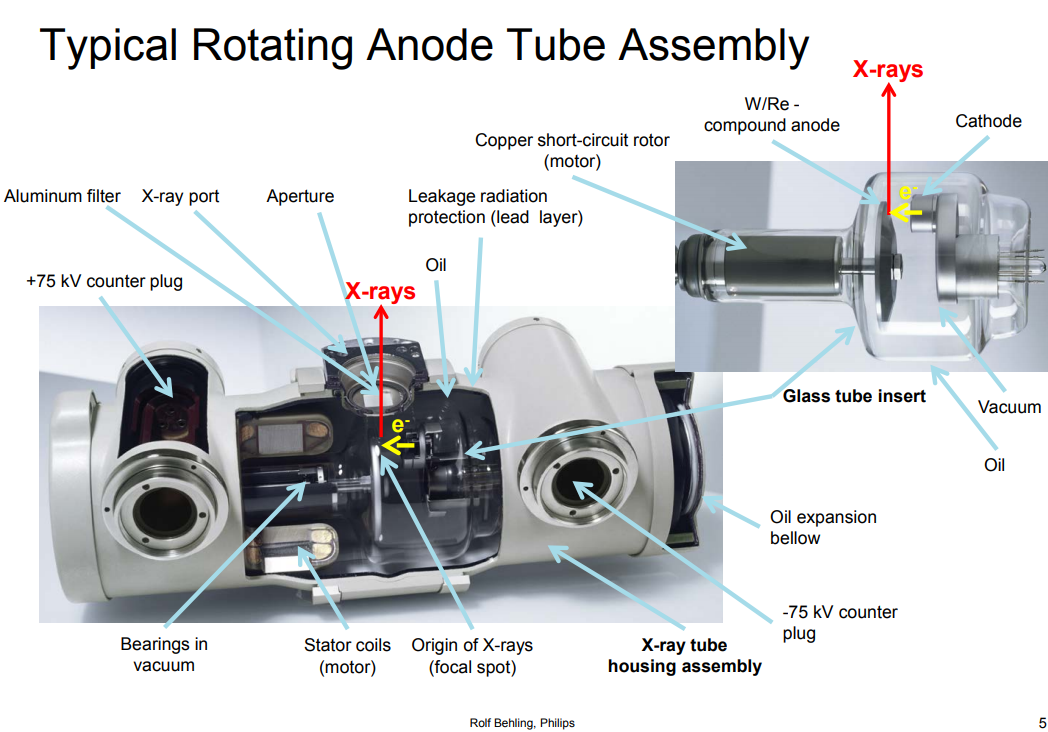 Typical Rotating Anode Tube Assembly
X-rays
W/Re -
compound anode
Cathode
Copper short-circuit rotor
(motor)
Aluminum filter
X-ray port
Aperture
Leakage radiation
protection (lead layer)
e-
Oil
+75 kV counter plug
X-rays
Glass tube insert
Vacuum
e-
Oil
Oil expansion
bellow
-75 kV counter
plug
Bearings in
vacuum
Stator coils
(motor)
Origin of X-rays
(focal spot)
X-ray tube
housing assembly
Rolf Behling, Philips
5